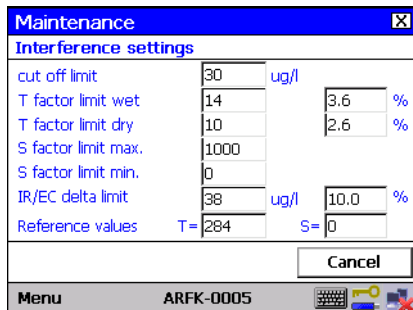 Maintenance X
Interference settings
cut off limit 30 ug/l
T factor limit wet 14 3.6 %
T factor limit dry 10 2.6 %
S factor limit max. 1000
S factor limit min. 0
IR/EC delta limit 38 ug/l 10.0 %
Reference values T= 284 S= 0
Cancel
Menu ARFK-0005